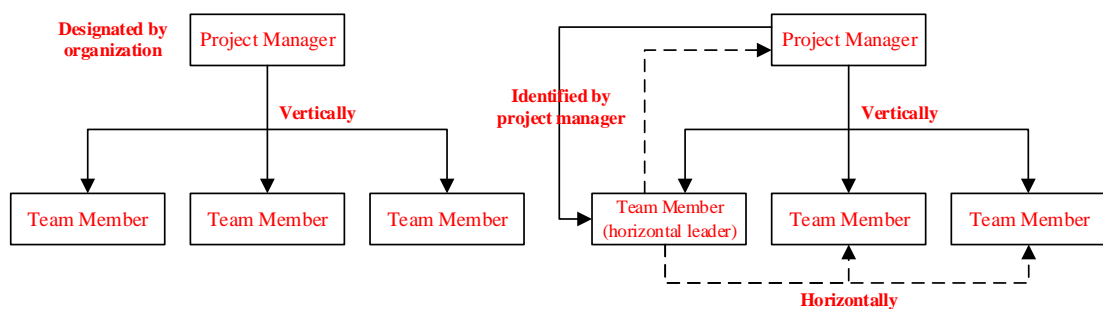 Designated by
organization
Project Manager
Vertically
Team Member
Team Member
Team Member
Project Manager
Identified by
project manager
Vertically
Team Member
(horizontal leader)
Team Member
Team Member
Horizontally